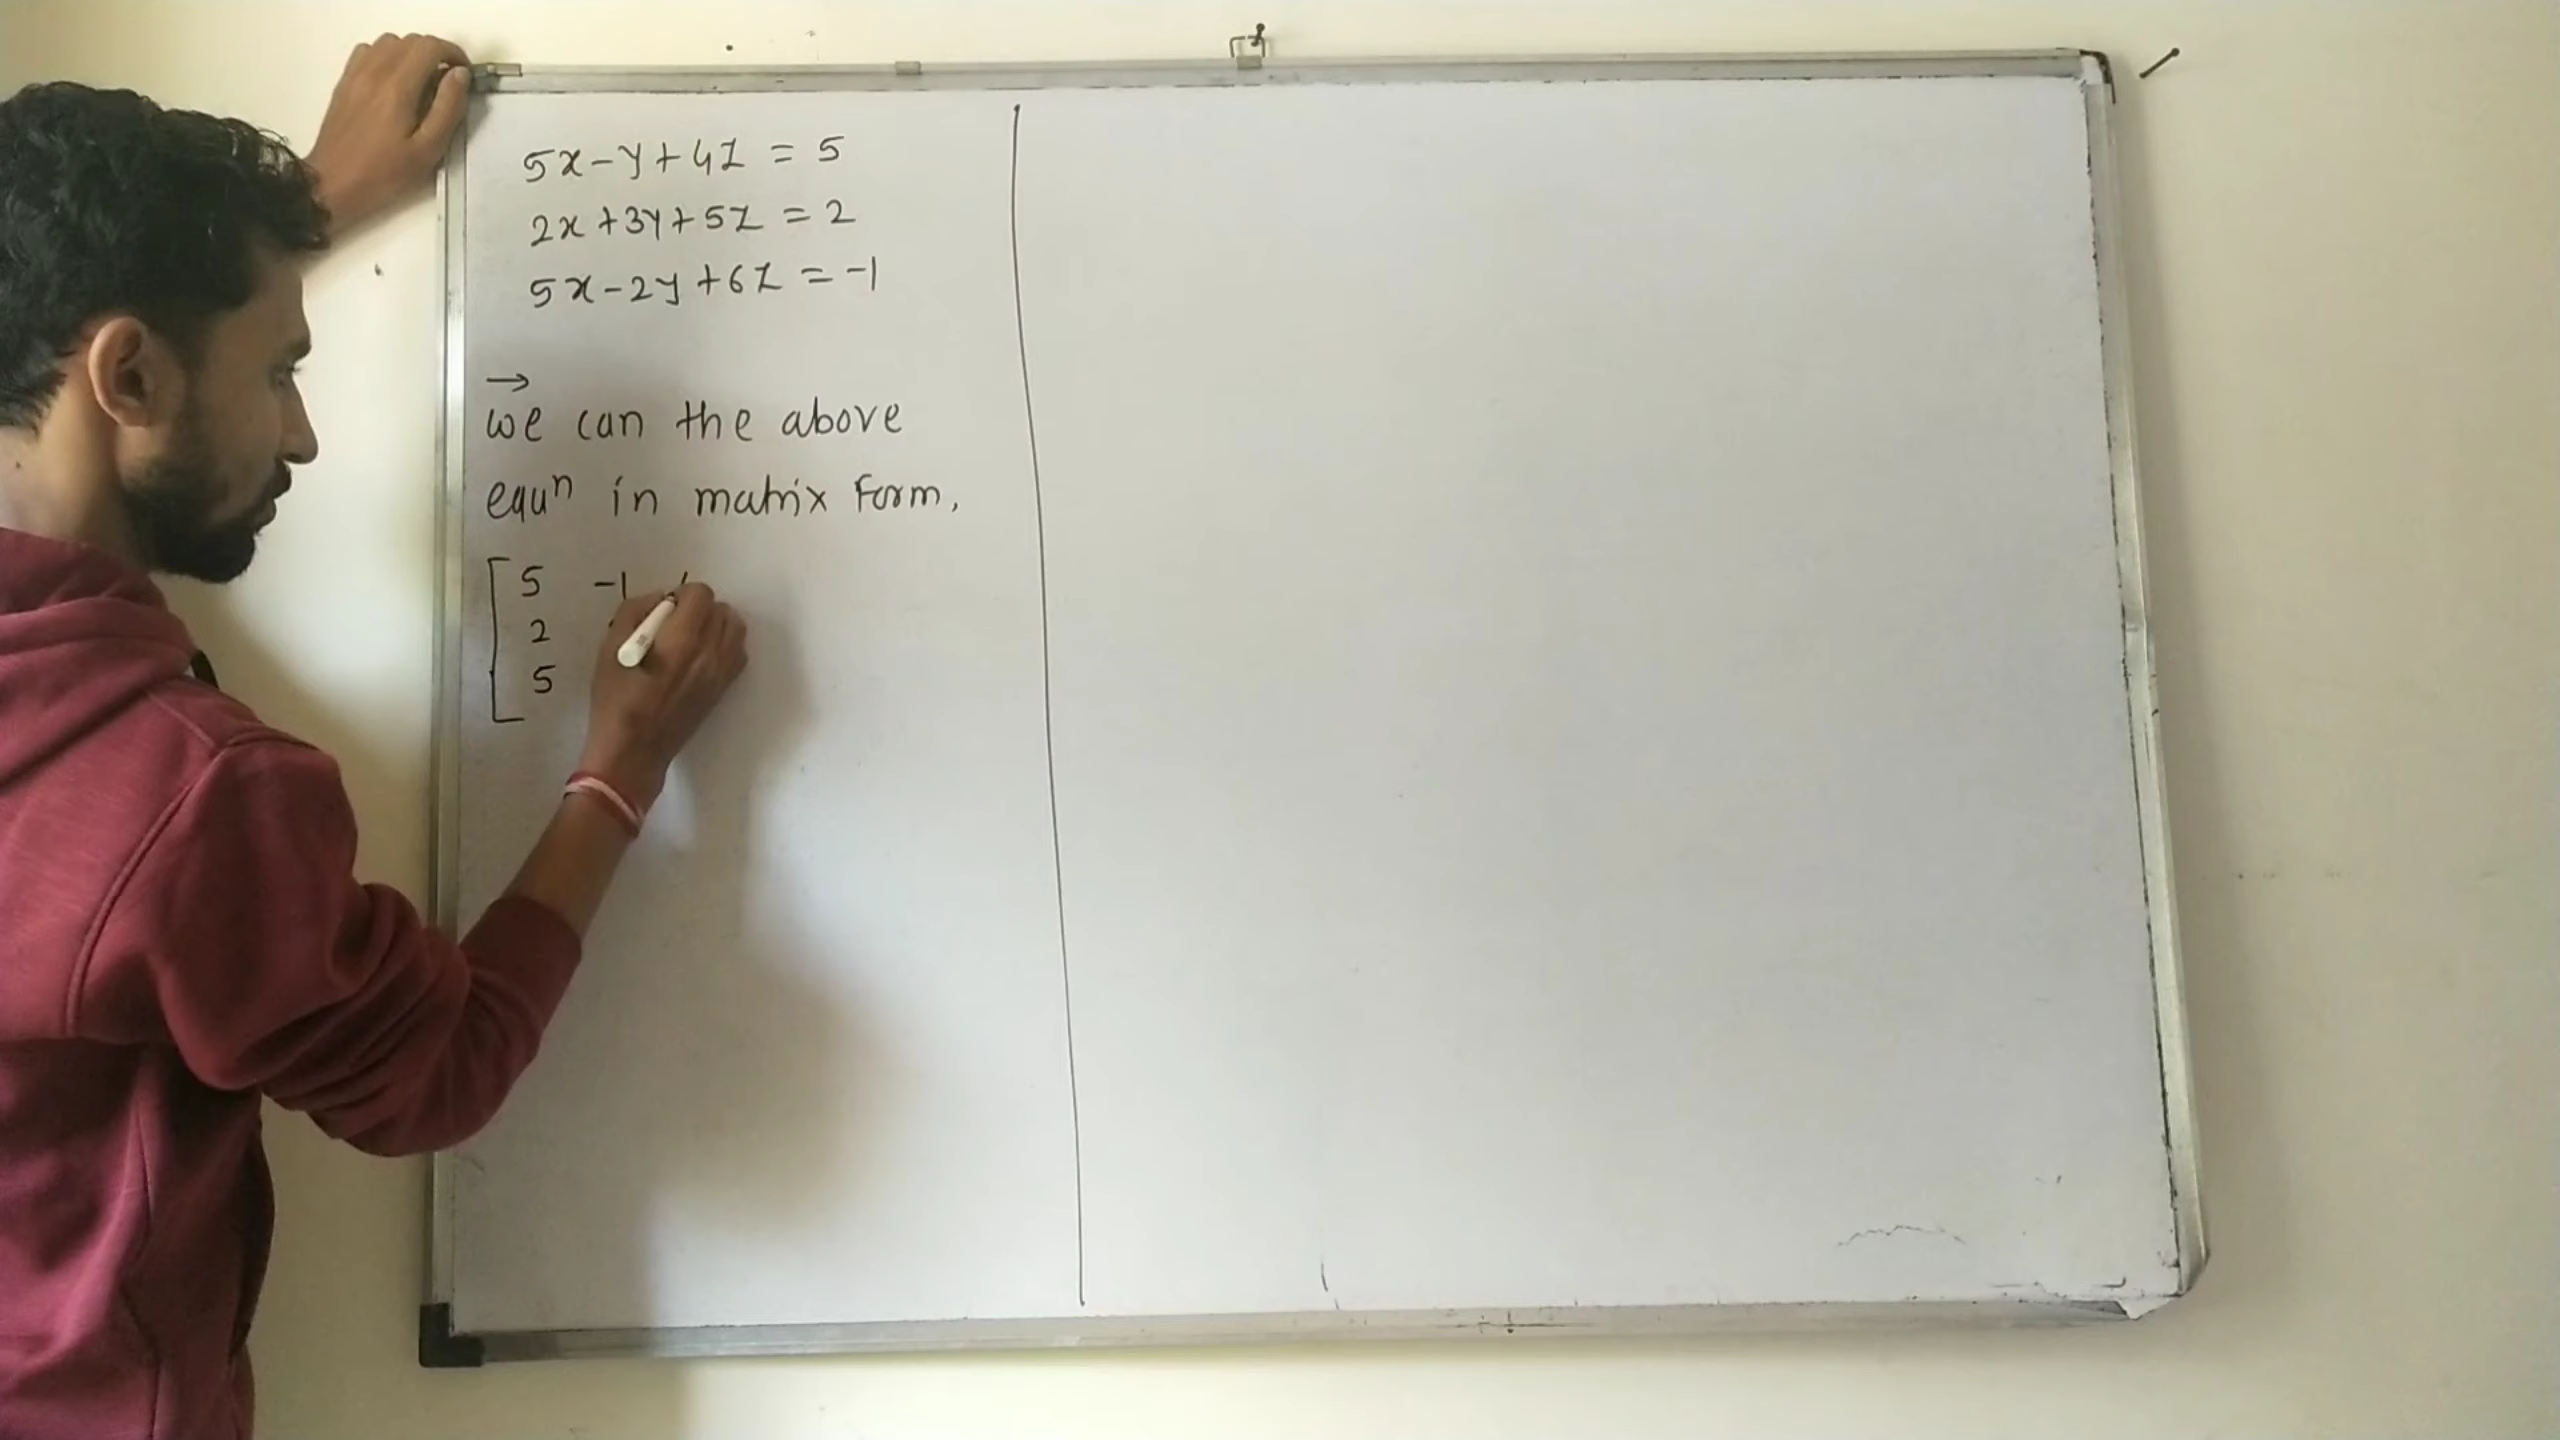 5x-y+4z = 5
2x+3y+5z = 2
5x-2y+6z = -1
→
we can the above
equⁿ in matrix form,
[ 5 -1
2
5